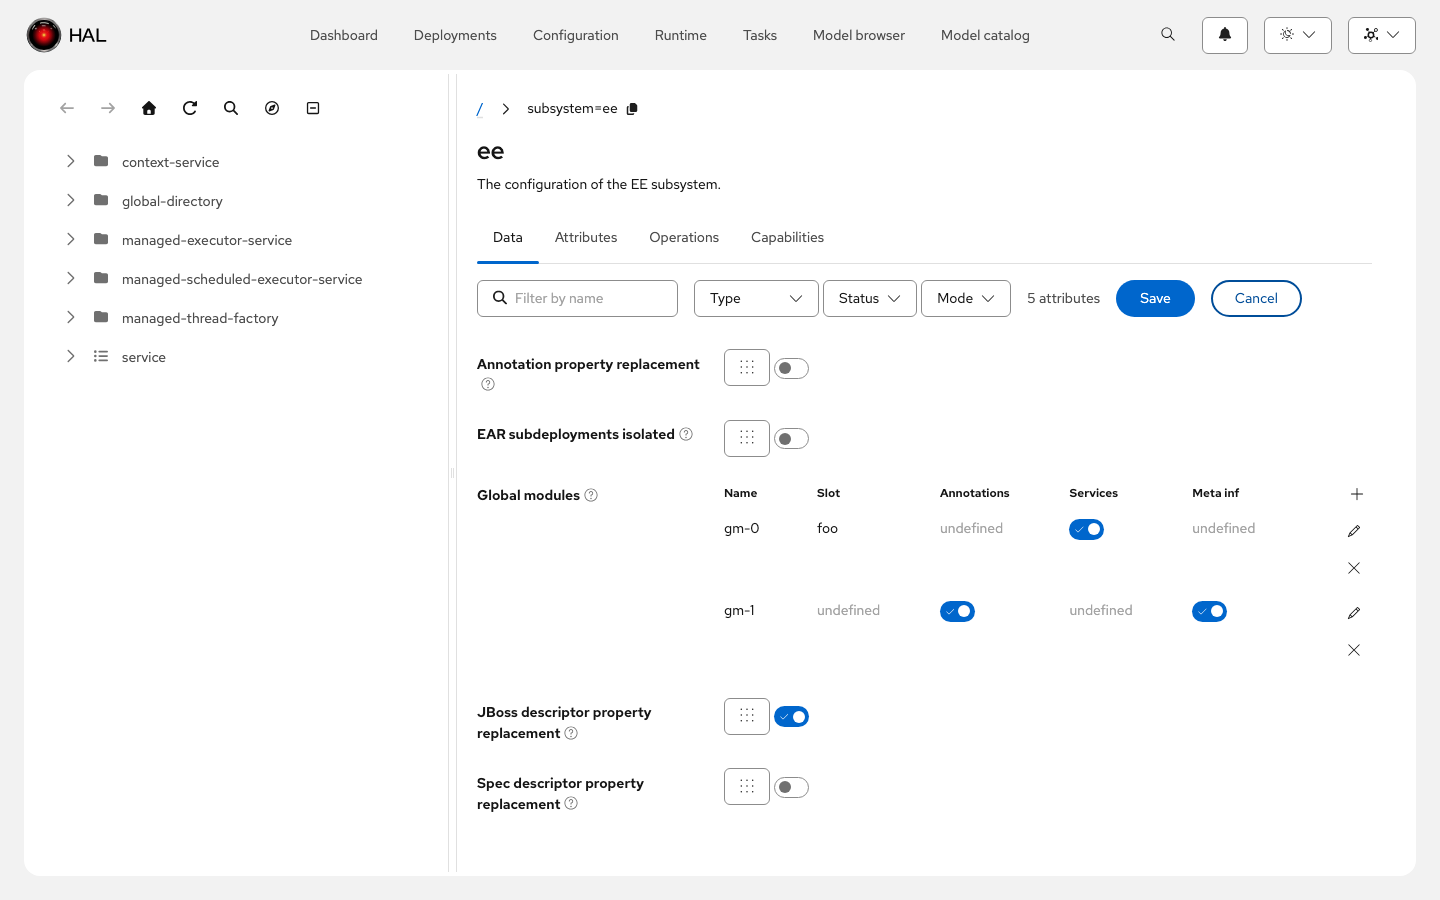 HAL
Dashboard Deployments Configuration Runtime Tasks Model browser Model catalog
context-service
global-directory
managed-executor-service
managed-scheduled-executor-service
managed-thread-factory
service
/ subsystem=ee
ee
The configuration of the EE subsystem.
Data Attributes Operations Capabilities
Filter by name Type Status Mode 5 attributes Save Cancel
Annotation property replacement
EAR subdeployments isolated
Global modules
Name Slot Annotations Services Meta inf
gm-0 foo undefined undefined
gm-1 undefined undefined
JBoss descriptor property
replacement
Spec descriptor property
replacement